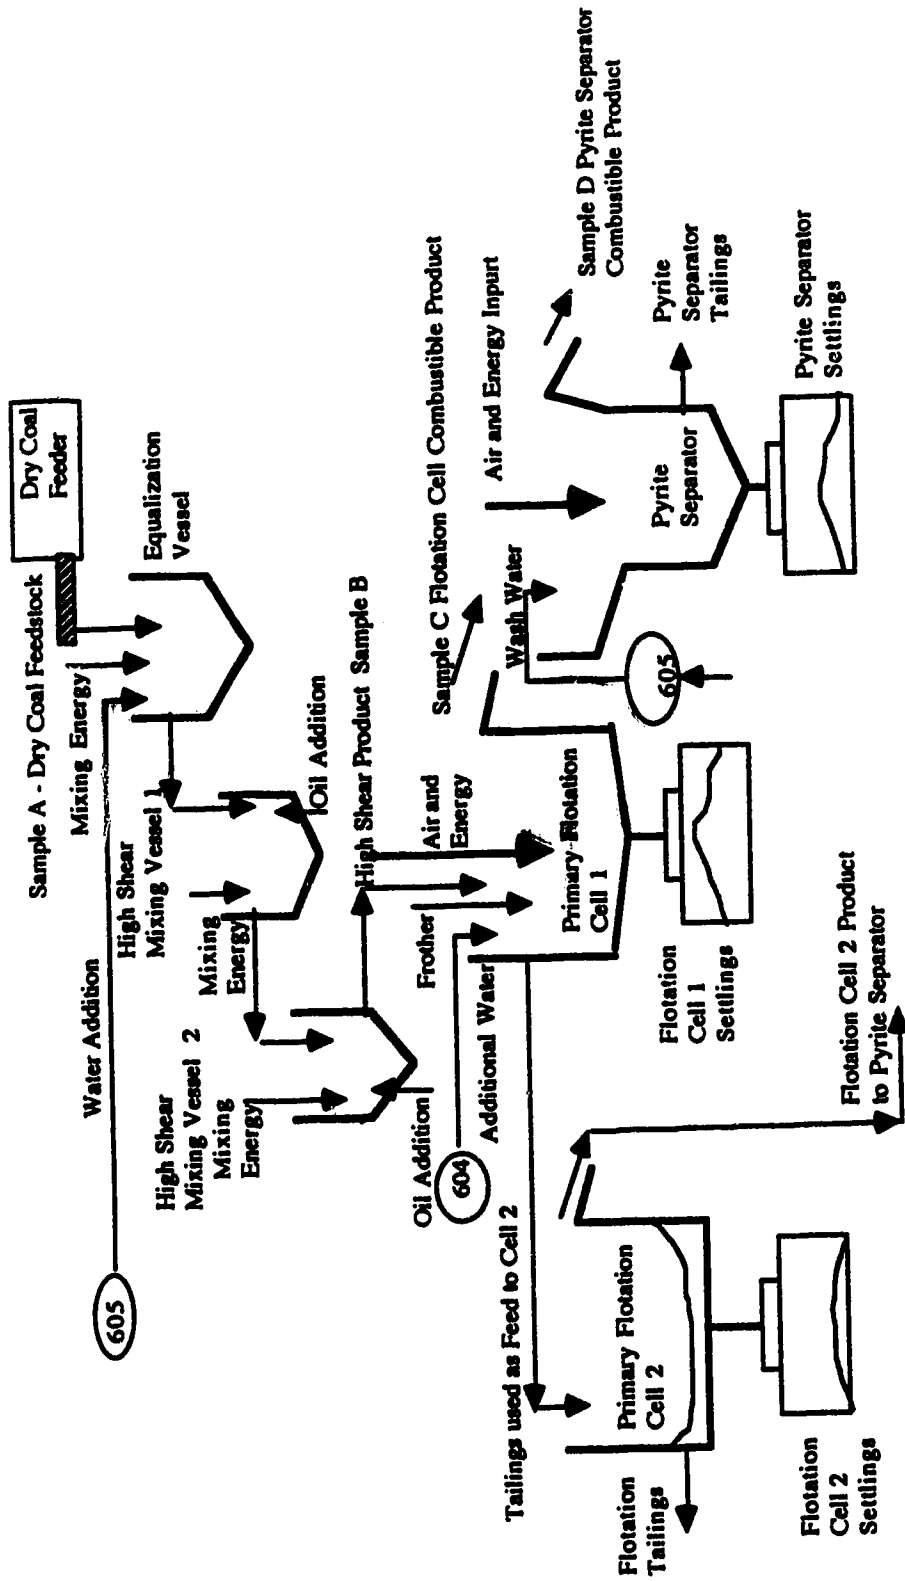 Dry Coal
Feeder
Sample A - Dry Coal Feedstock
Mixing Energy
Equalization
Vessel
Water Addition
605
High Shear
Mixing Vessel 1
Mixing
Energy
Oil Addition
High Shear
Mixing Vessel 2
Mixing
Energy
Oil Addition
High Shear Product Sample B
Air and
Energy
Frother
604
Additional Water
Sample C Flotation Cell Combustible Product
Air and Energy Inpurt
Wash Water
605
Sample D Pyrite Separator
Combustible Product
Pyrite
Separator
Tailings
Pyrite
Separator
Pyrite Separator
Settlings
Primary Flotation
Cell 1
Flotation
Cell 1
Settlings
Tailings used as Feed to Cell 2
Primary Flotation
Cell 2
Flotation Cell 2 Product
to Pyrite Separator
Flotation
Tailings
Flotation
Cell 2
Settlings